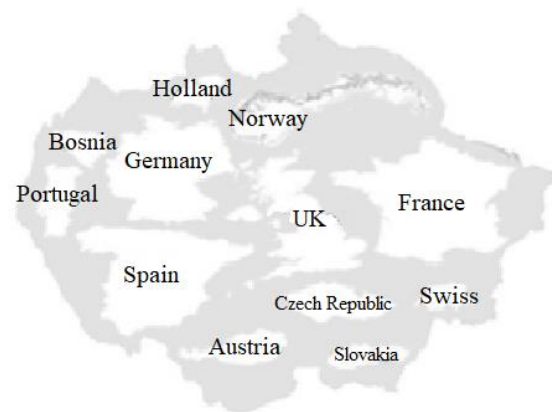 Holland
Norway
Bosnia
Germany
Portugal
France
UK
Spain
Czech Republic
Swiss
Austria
Slovakia